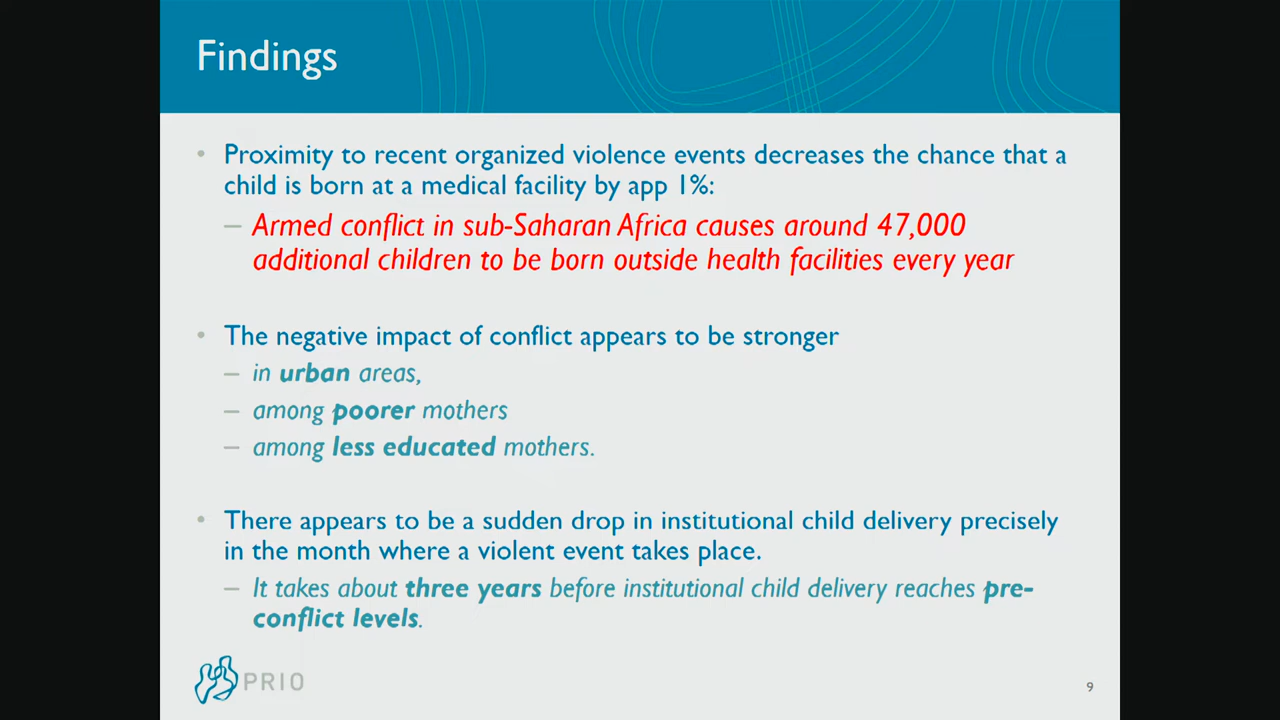 Findings
• Proximity to recent organized violence events decreases the chance that a
child is born at a medical facility by app 1%:
– Armed conflict in sub-Saharan Africa causes around 47,000
additional children to be born outside health facilities every year
• The negative impact of conflict appears to be stronger
– in urban areas,
– among poorer mothers
– among less educated mothers.
• There appears to be a sudden drop in institutional child delivery precisely
in the month where a violent event takes place.
– It takes about three years before institutional child delivery reaches pre-
conflict levels.
PRIO
9